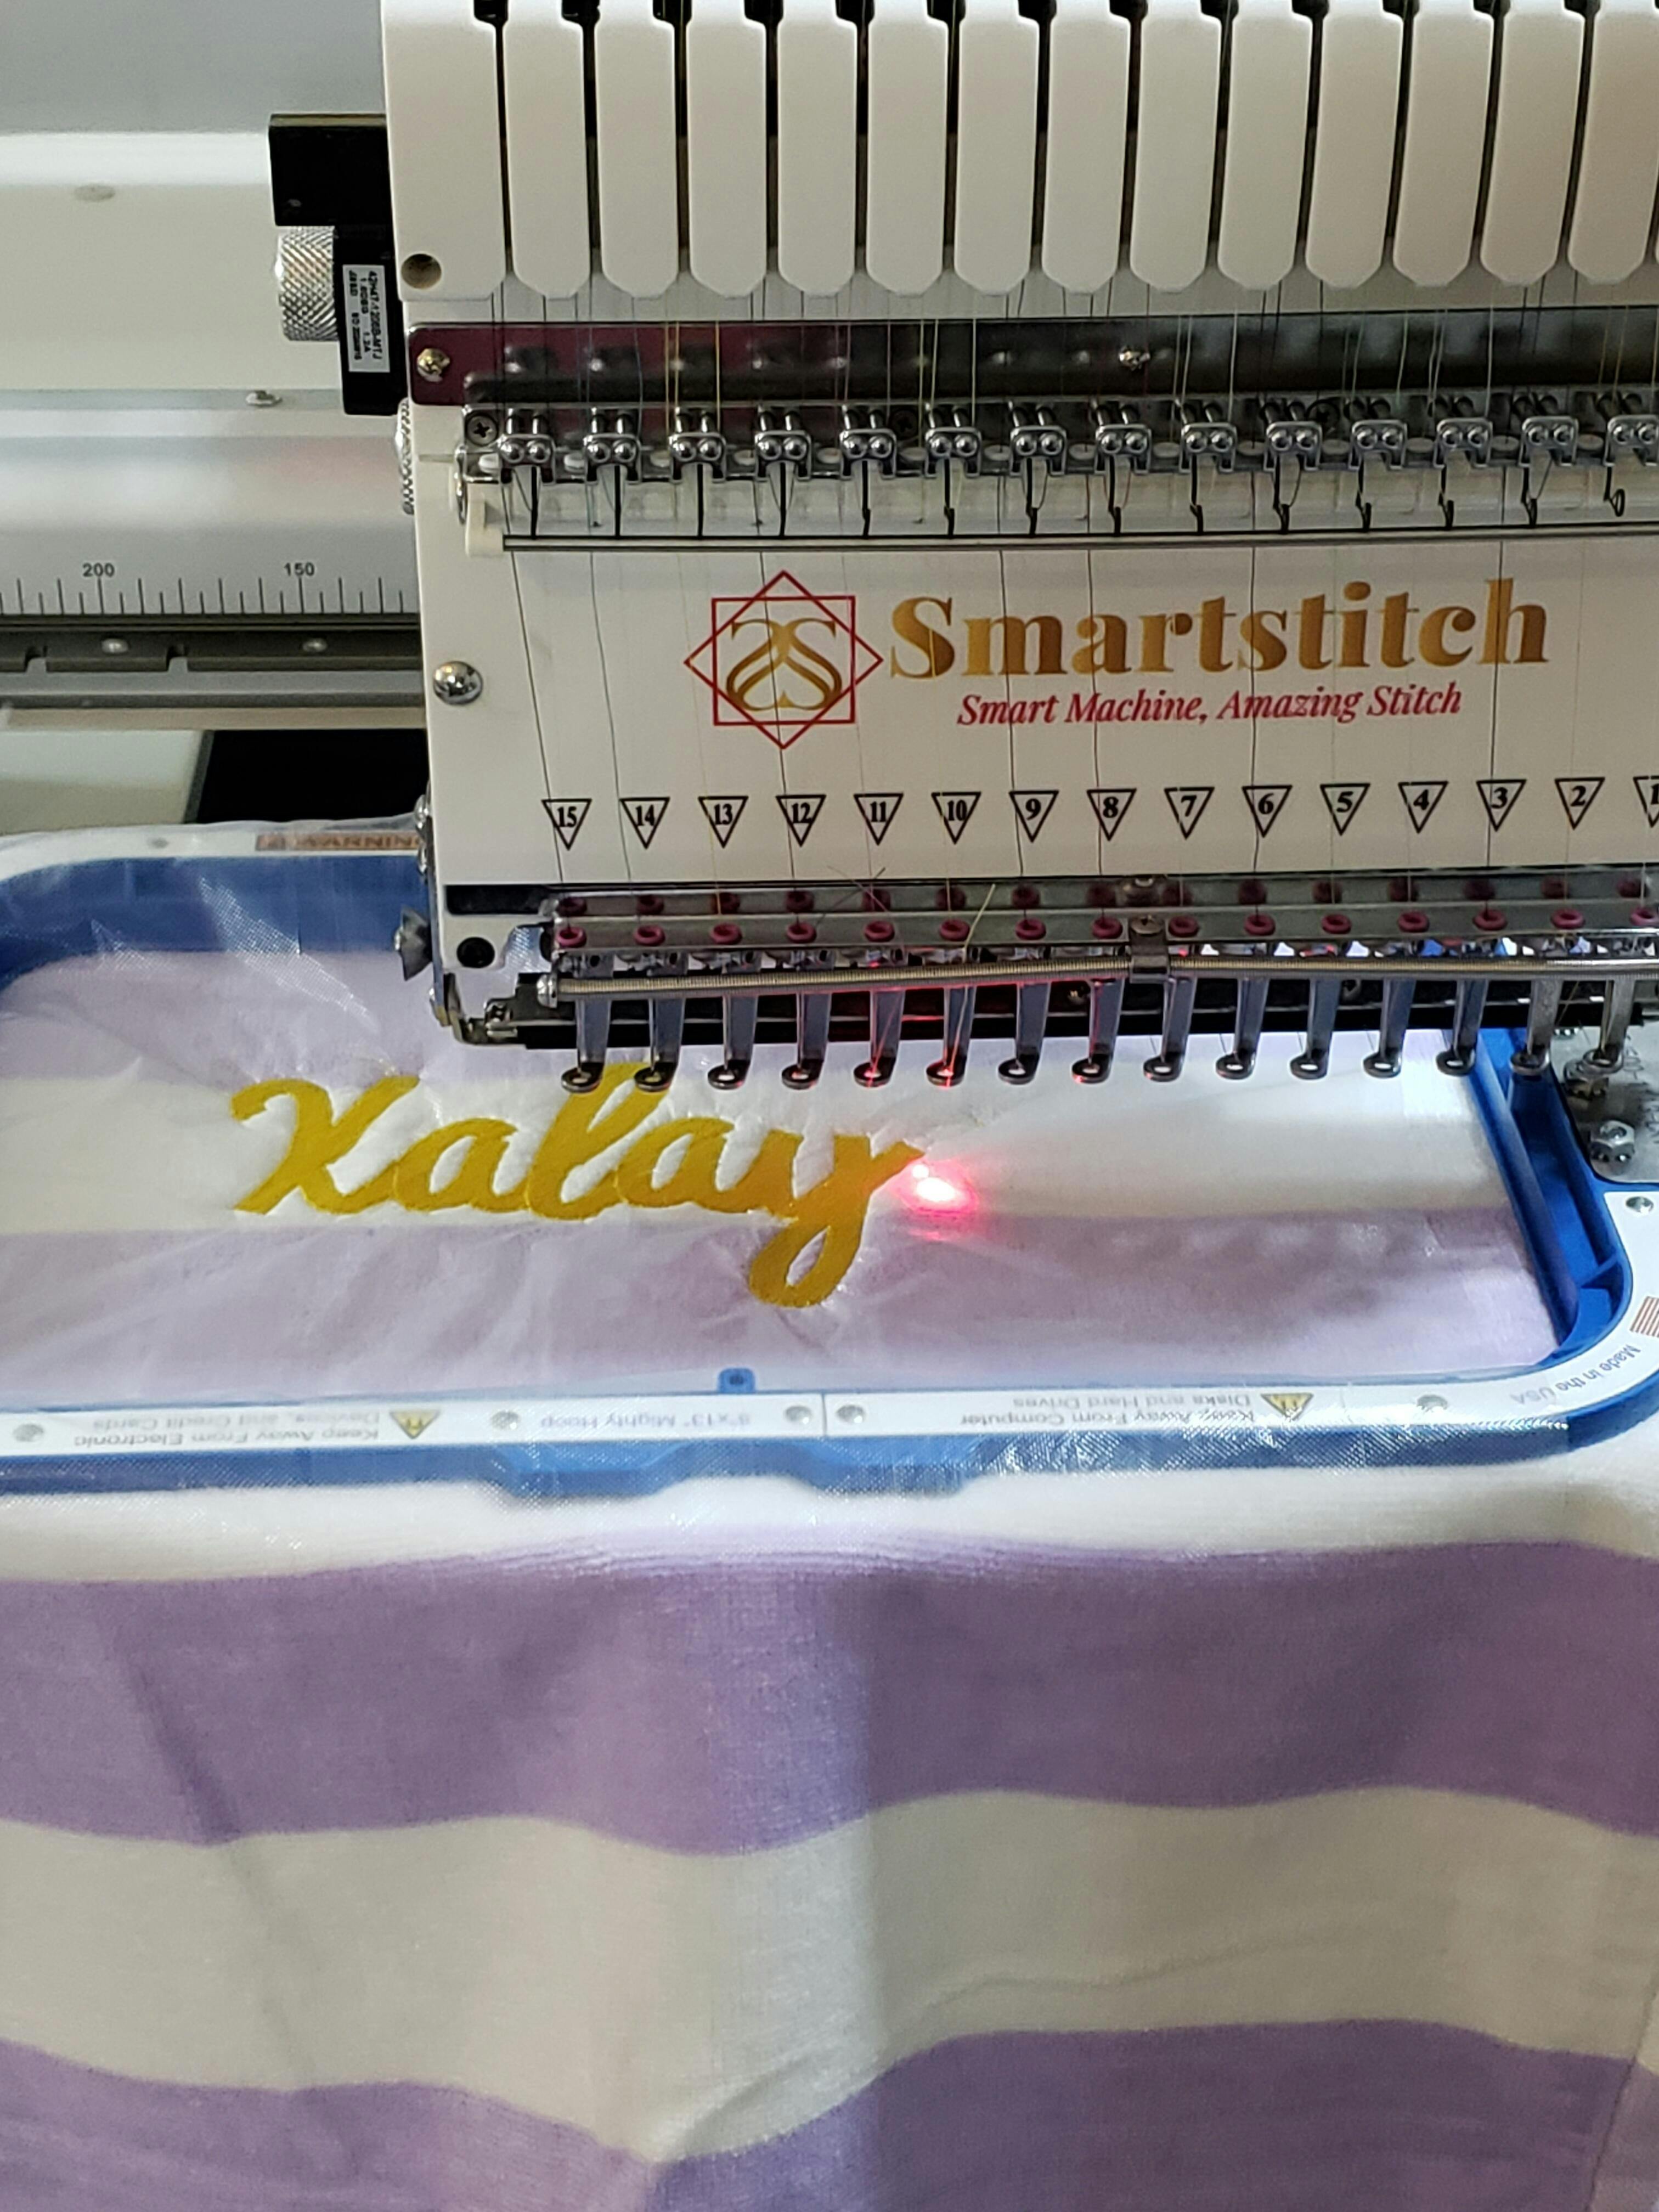 200 150
Smartstitch
Smart Machine, Amazing Stitch
15 14 13 12 11 10 9 8 7 6 5 4 3 2 1
WARNING
Kalay
Made in the USA
Keep Away From Computer
Disks and Hard Drives
8"x13" Mighty Hoop
Keep Away From Electronic
Devices, and Credit Cards